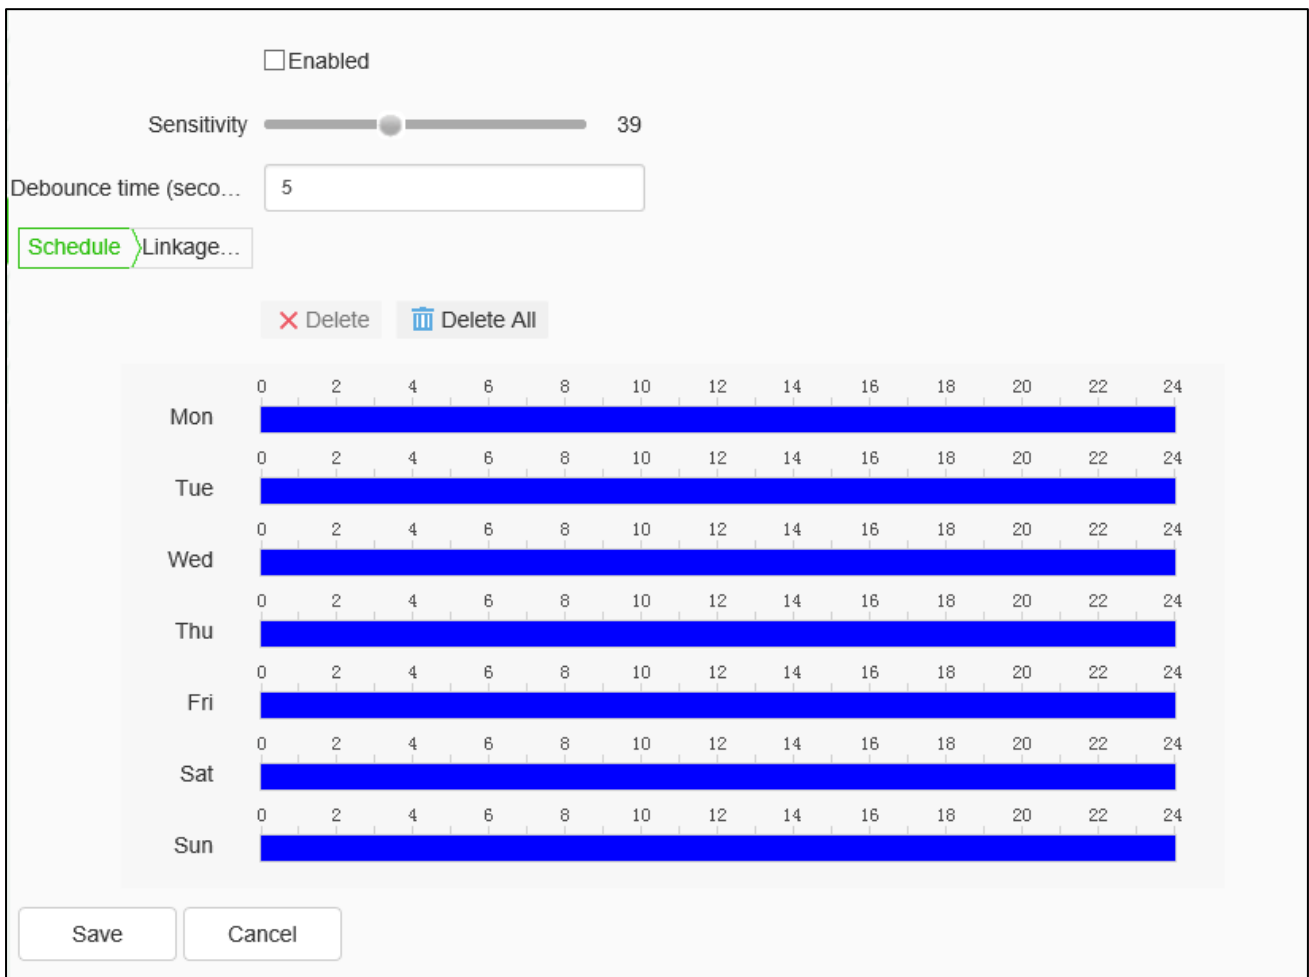 Enabled
Sensitivity 39
Debounce time (seco... 5
Schedule Linkage...
Delete Delete All
0 2 4 6 8 10 12 14 16 18 20 22 24
Mon
0 2 4 6 8 10 12 14 16 18 20 22 24
Tue
0 2 4 6 8 10 12 14 16 18 20 22 24
Wed
0 2 4 6 8 10 12 14 16 18 20 22 24
Thu
0 2 4 6 8 10 12 14 16 18 20 22 24
Fri
0 2 4 6 8 10 12 14 16 18 20 22 24
Sat
0 2 4 6 8 10 12 14 16 18 20 22 24
Sun
Save Cancel